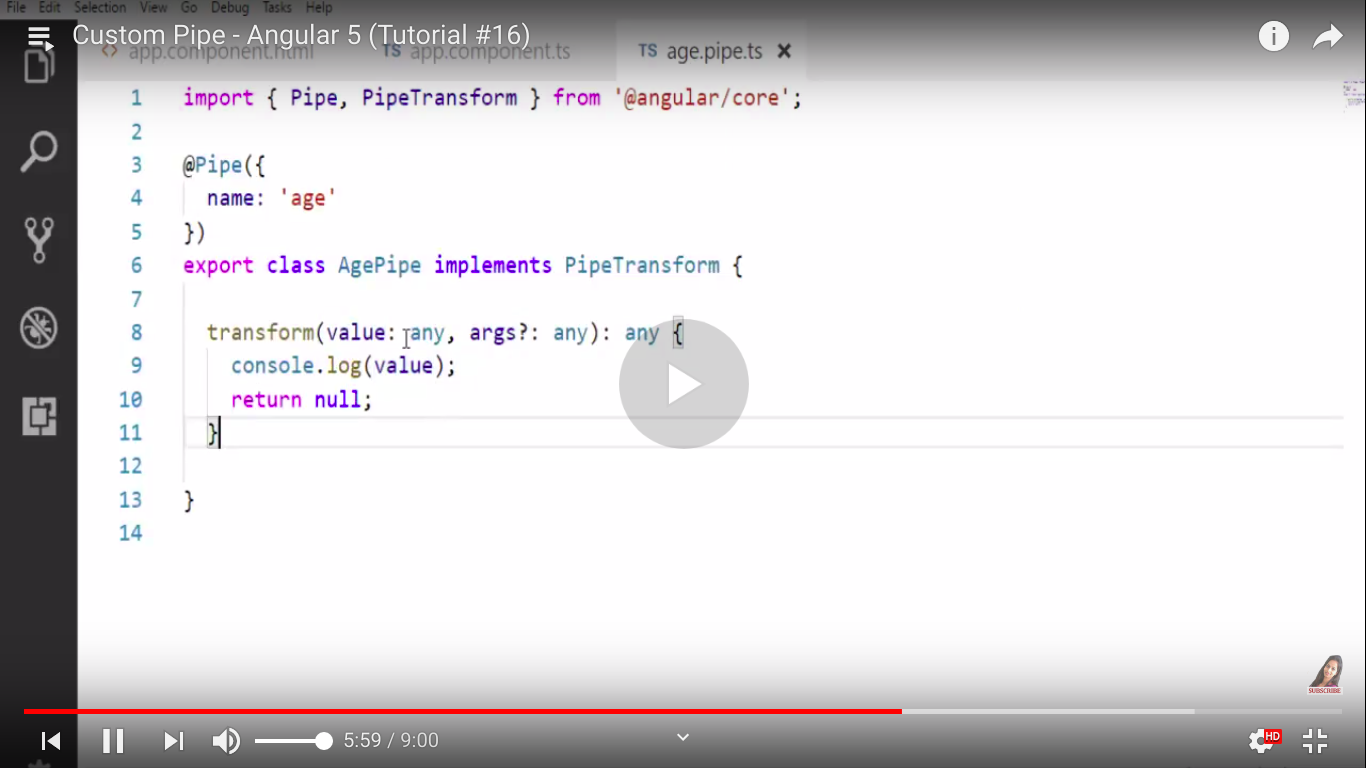 File Edit Selection View Go Debug Tasks Help
Custom Pipe - Angular 5 (Tutorial #16)
<> app.component.html TS app.component.ts TS age.pipe.ts ×
1 import { Pipe, PipeTransform } from '@angular/core';
2
3 @Pipe({
4 name: 'age'
5 })
6 export class AgePipe implements PipeTransform {
7
8 transform(value: any, args?: any): any {
9 console.log(value);
10 return null;
11 }
12
13 }
14
SUBSCRIBE
5:59 / 9:00
HD